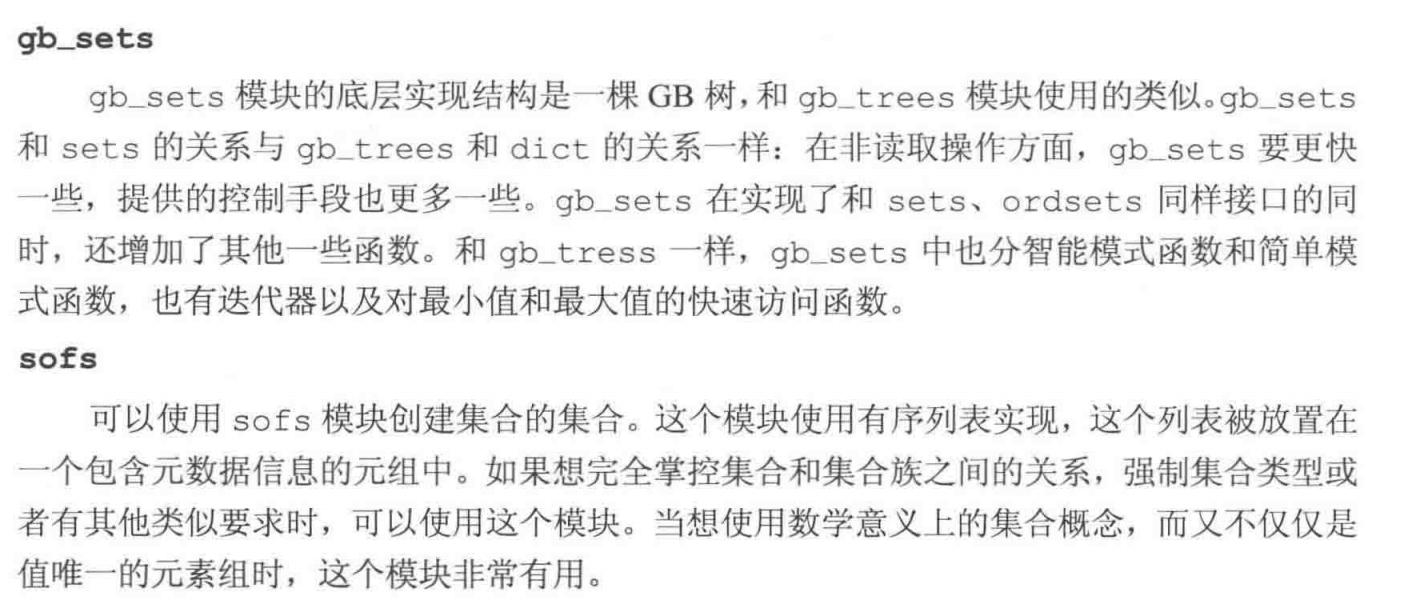 gb_sets
gb_sets 模块的底层实现结构是一棵 GB 树，和 gb_trees 模块使用的类似。gb_sets
和 sets 的关系与 gb_trees 和 dict 的关系一样：在非读取操作方面，gb_sets 要更快
一些，提供的控制手段也更多一些。gb_sets 在实现了和 sets、ordsets 同样接口的同
时，还增加了其他一些函数。和 gb_tress 一样，gb_sets 中也分智能模式函数和简单模
式函数，也有迭代器以及对最小值和最大值的快速访问函数。
sofs
可以使用 sofs 模块创建集合的集合。这个模块使用有序列表实现，这个列表被放置在
一个包含元数据信息的元组中。如果想完全掌控集合和集合族之间的关系，强制集合类型或
者有其他类似要求时，可以使用这个模块。当想使用数学意义上的集合概念，而又不仅仅是
值唯一的元素组时，这个模块非常有用。